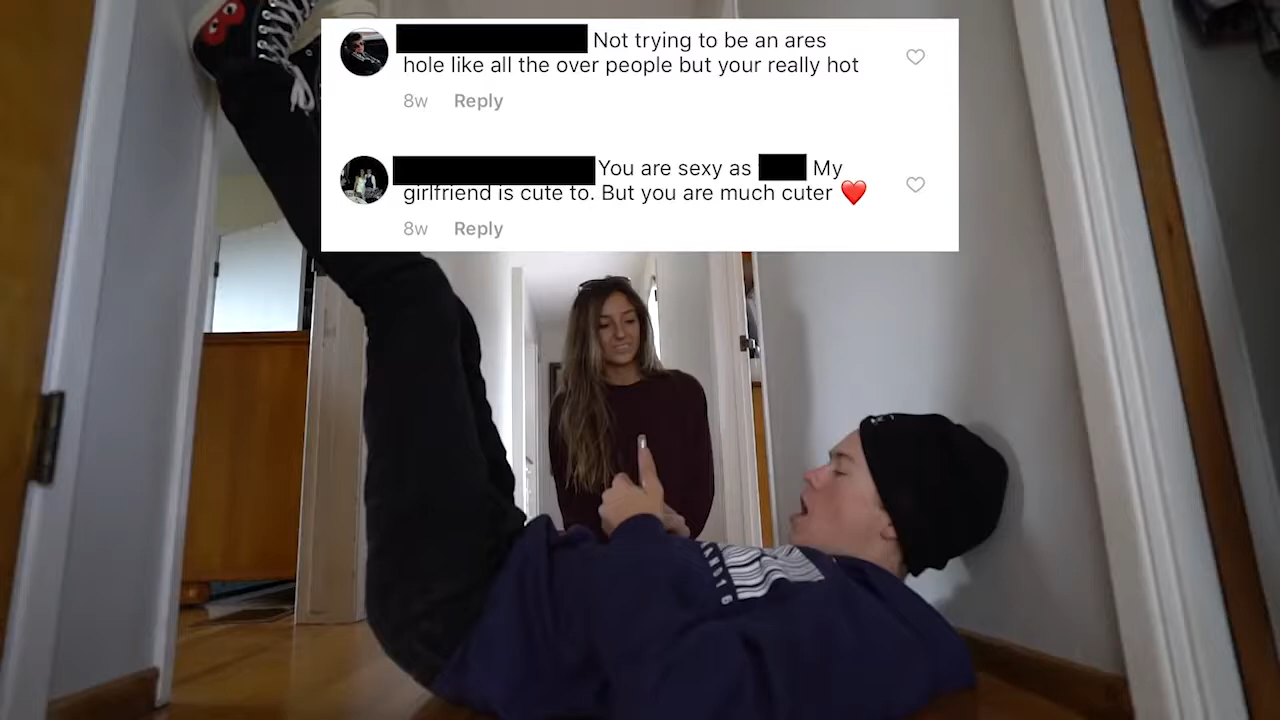 Not trying to be an ares
hole like all the over people but your really hot
8w Reply
You are sexy as My
girlfriend is cute to. But you are much cuter ❤️
8w Reply